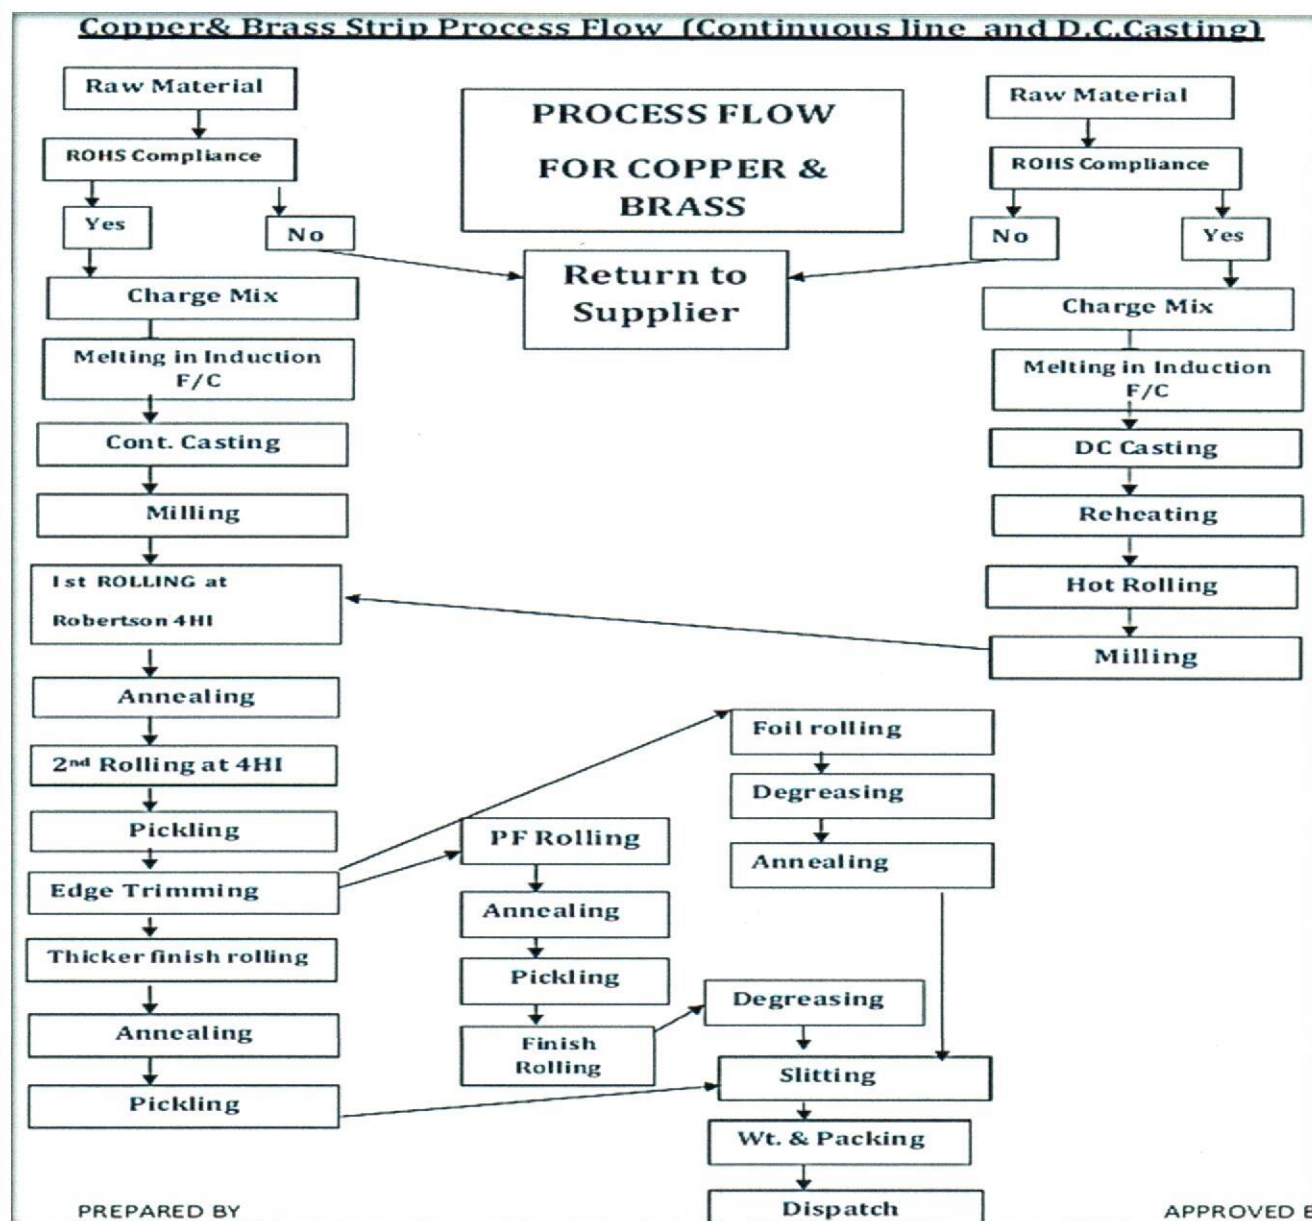 Copper& Brass Strip Process Flow (Continuous line and D.C.Casting)
Raw Material
ROHS Compliance
Yes
No
Charge Mix
Melting in Induction
F/C
Cont. Casting
Milling
1st ROLLING at
Robertson 4HI
Annealing
2nd Rolling at 4HI
Pickling
Edge Trimming
Thicker finish rolling
Annealing
Pickling
PROCESS FLOW
FOR COPPER &
BRASS
Return to
Supplier
Raw Material
ROHS Compliance
No
Yes
Charge Mix
Melting in Induction
F/C
DC Casting
Reheating
Hot Rolling
Milling
PF Rolling
Annealing
Pickling
Finish
Rolling
Foil rolling
Degreasing
Annealing
Degreasing
Slitting
Wt. & Packing
Dispatch
PREPARED BY
APPROVED B